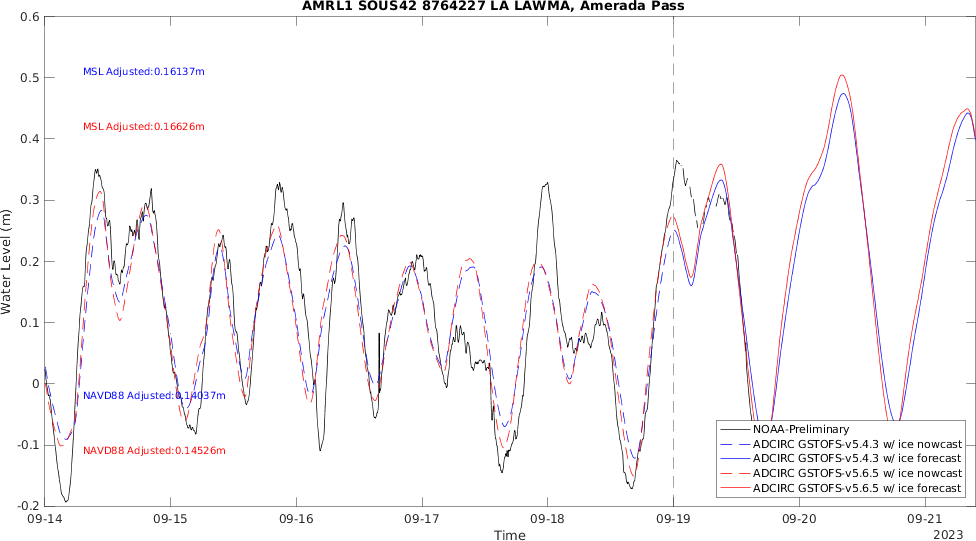 AMRL1 SOUS42 8764227 LA LAWMA, Amerada Pass
0.6
0.5
0.4
0.3
0.2
0.1
0
-0.1
-0.2
Water Level (m)
MSL Adjusted:0.16137m
MSL Adjusted:0.16626m
NAVD88 Adjusted:0.14037m
NAVD88 Adjusted:0.14526m
NOAA-Preliminary
ADCIRC GSTOFS-v5.4.3 w/ ice nowcast
ADCIRC GSTOFS-v5.4.3 w/ ice forecast
ADCIRC GSTOFS-v5.6.5 w/ ice nowcast
ADCIRC GSTOFS-v5.6.5 w/ ice forecast
09-14 09-15 09-16 09-17 09-18 09-19 09-20 09-21
Time
2023